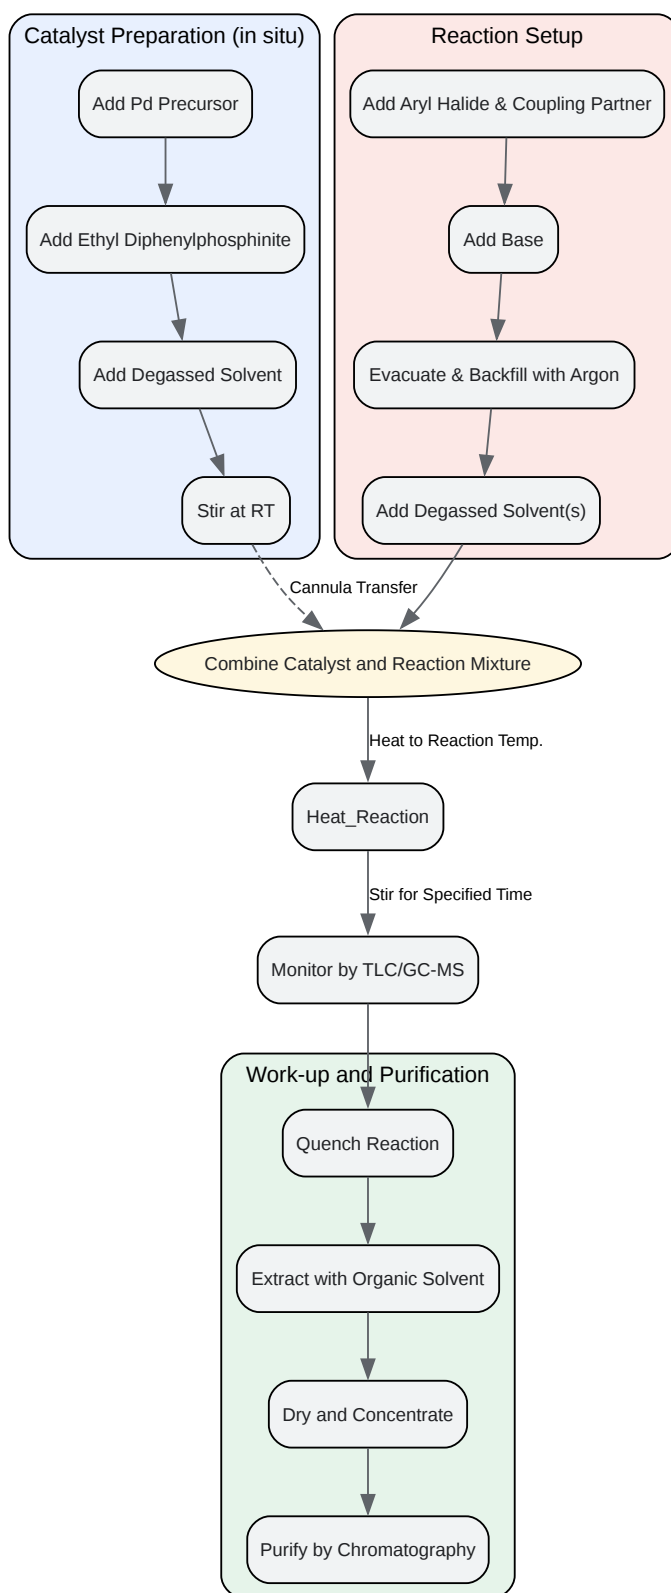 Catalyst Preparation (in situ)
Add Pd Precursor
Add Ethyl Diphenylphosphinite
Add Degassed Solvent
Stir at RT
Reaction Setup
Add Aryl Halide & Coupling Partner
Add Base
Evacuate & Backfill with Argon
Add Degassed Solvent(s)
Cannula Transfer
Combine Catalyst and Reaction Mixture
Heat to Reaction Temp.
Heat_Reaction
Stir for Specified Time
Monitor by TLC/GC-MS
Work-up and Purification
Quench Reaction
Extract with Organic Solvent
Dry and Concentrate
Purify by Chromatography